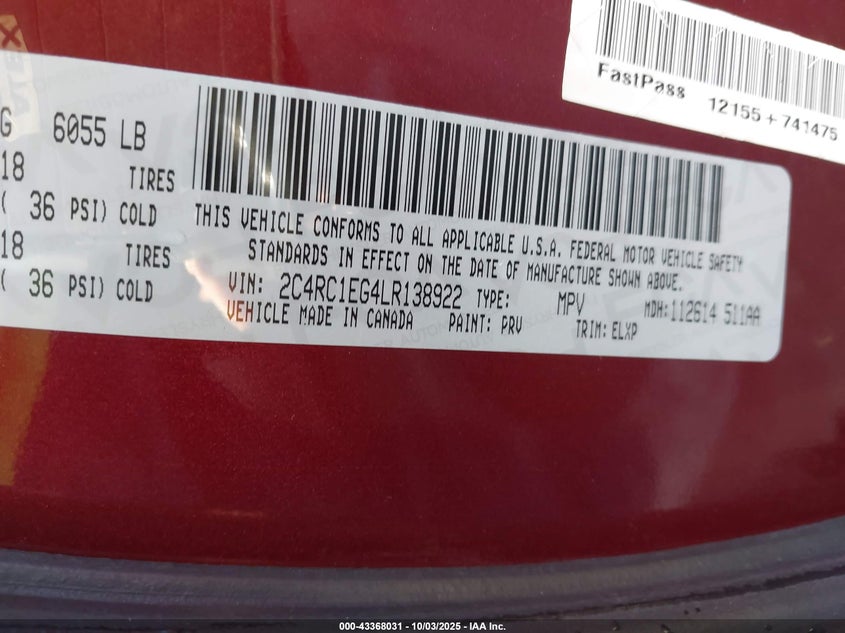 FastPass 12155+741475
G 6055 LB
18 TIRES
( 36 PSI) COLD
18 TIRES
( 36 PSI) COLD
THIS VEHICLE CONFORMS TO ALL APPLICABLE U.S.A. FEDERAL MOTOR VEHICLE SAFETY
STANDARDS IN EFFECT ON THE DATE OF MANUFACTURE SHOWN ABOVE.
VIN: 2C4RC1EG4LR138922 TYPE: MPV MDH:112614 511AA
VEHICLE MADE IN CANADA PAINT: PRV TRIM: ELXP
000-43368031 - 10/03/2025 - IAA Inc.